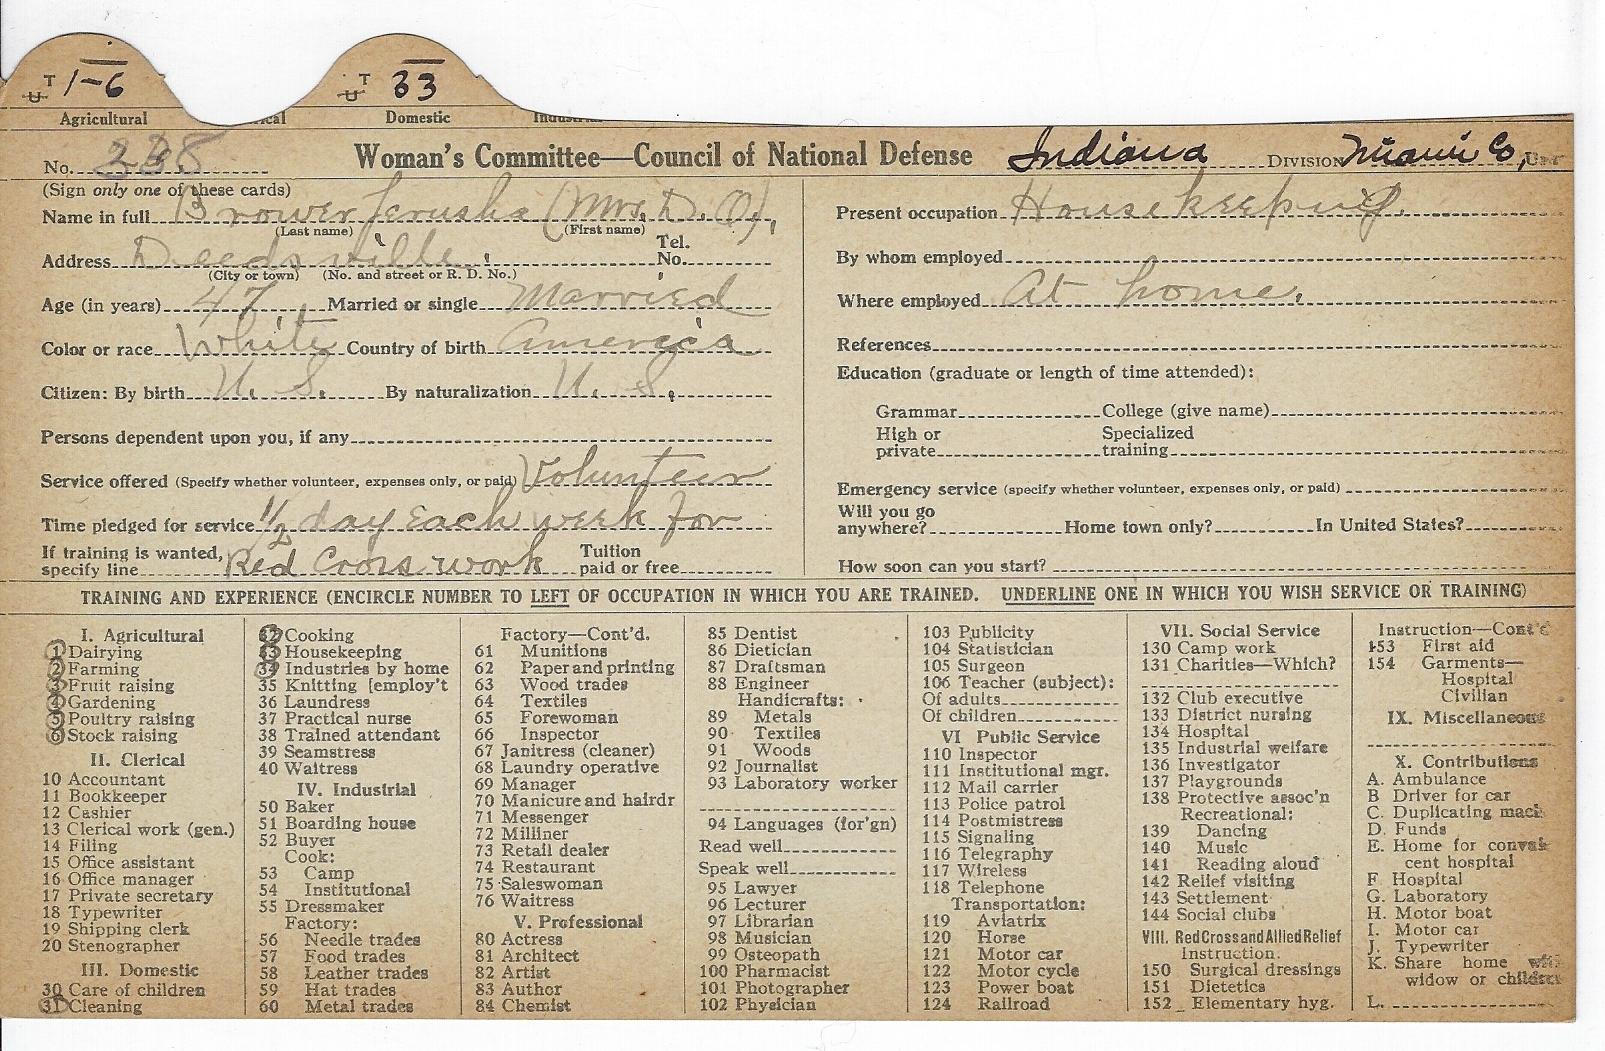 T U 1-6 T U 33
Agricultural Domestic
No. 238 Woman's Committee—Council of National Defense Indiana DIVISION Miami Co,
(Sign only one of these cards)
Name in full Brower Jerusha (Mrs. D. O.),
(Last name) (First name)
Address Deedsville. Tel. No.
(City or town) (No. and street or R. D. No.)
Age (in years) 47 Married or single Married
Color or race White Country of birth America
Citizen: By birth U. S. By naturalization U. S.
Persons dependent upon you, if any
Service offered (Specify whether volunteer, expenses only, or paid) Volunteer
Time pledged for service 1/2 day each week for
If training is wanted, specify line Red Cross work Tuition paid or free
Present occupation Housekeeping.
By whom employed
Where employed At home.
References
Education (graduate or length of time attended):
Grammar College (give name)
High or private Specialized training
Emergency service (specify whether volunteer, expenses only, or paid)
Will you go anywhere? Home town only? In United States?
How soon can you start?
TRAINING AND EXPERIENCE (ENCIRCLE NUMBER TO LEFT OF OCCUPATION IN WHICH YOU ARE TRAINED. UNDERLINE ONE IN WHICH YOU WISH SERVICE OR TRAINING)
I. Agricultural
1 Dairying
2 Farming
3 Fruit raising
4 Gardening
5 Poultry raising
6 Stock raising
II. Clerical
10 Accountant
11 Bookkeeper
12 Cashier
13 Clerical work (gen.)
14 Filing
15 Office assistant
16 Office manager
17 Private secretary
18 Typewriter
19 Shipping clerk
20 Stenographer
III. Domestic
30 Care of children
31 Cleaning
32 Cooking
33 Housekeeping
34 Industries by home
35 Knitting [employ't
36 Laundress
37 Practical nurse
38 Trained attendant
39 Seamstress
40 Waitress
IV. Industrial
50 Baker
51 Boarding house
52 Buyer
Cook:
53 Camp
54 Institutional
55 Dressmaker
Factory:
56 Needle trades
57 Food trades
58 Leather trades
59 Hat trades
60 Metal trades
Factory—Cont'd.
61 Munitions
62 Paper and printing
63 Wood trades
64 Textiles
65 Forewoman
66 Inspector
67 Janitress (cleaner)
68 Laundry operative
69 Manager
70 Manicure and hairdr
71 Messenger
72 Milliner
73 Retail dealer
74 Restaurant
75 Saleswoman
76 Waitress
V. Professional
80 Actress
81 Architect
82 Artist
83 Author
84 Chemist
85 Dentist
86 Dietician
87 Draftsman
88 Engineer
Handicrafts:
89 Metals
90 Textiles
91 Woods
92 Journalist
93 Laboratory worker
94 Languages (for'gn)
Read well
Speak well
95 Lawyer
96 Lecturer
97 Librarian
98 Musician
99 Osteopath
100 Pharmacist
101 Photographer
102 Physician
103 Publicity
104 Statistician
105 Surgeon
106 Teacher (subject):
Of adults
Of children
VI Public Service
110 Inspector
111 Institutional mgr.
112 Mail carrier
113 Police patrol
114 Postmistress
115 Signaling
116 Telegraphy
117 Wireless
118 Telephone
Transportation:
119 Aviatrix
120 Horse
121 Motor car
122 Motor cycle
123 Power boat
124 Railroad
VII. Social Service
130 Camp work
131 Charities—Which?
132 Club executive
133 District nursing
134 Hospital
135 Industrial welfare
136 Investigator
137 Playgrounds
138 Protective assoc'n
Recreational:
139 Dancing
140 Music
141 Reading aloud
142 Relief visiting
143 Settlement
144 Social clubs
VIII. Red Cross and Allied Relief
Instruction:
150 Surgical dressings
151 Dietetics
152 Elementary hyg.
Instruction—Cont'd
153 First aid
154 Garments—
Hospital
Civilian
IX. Miscellaneous
X. Contributions
A. Ambulance
B Driver for car
C. Duplicating mach
D. Funds
E. Home for conval-
cent hospital
F. Hospital
G. Laboratory
H. Motor boat
I. Motor car
J. Typewriter
K. Share home with
widow or children
L.